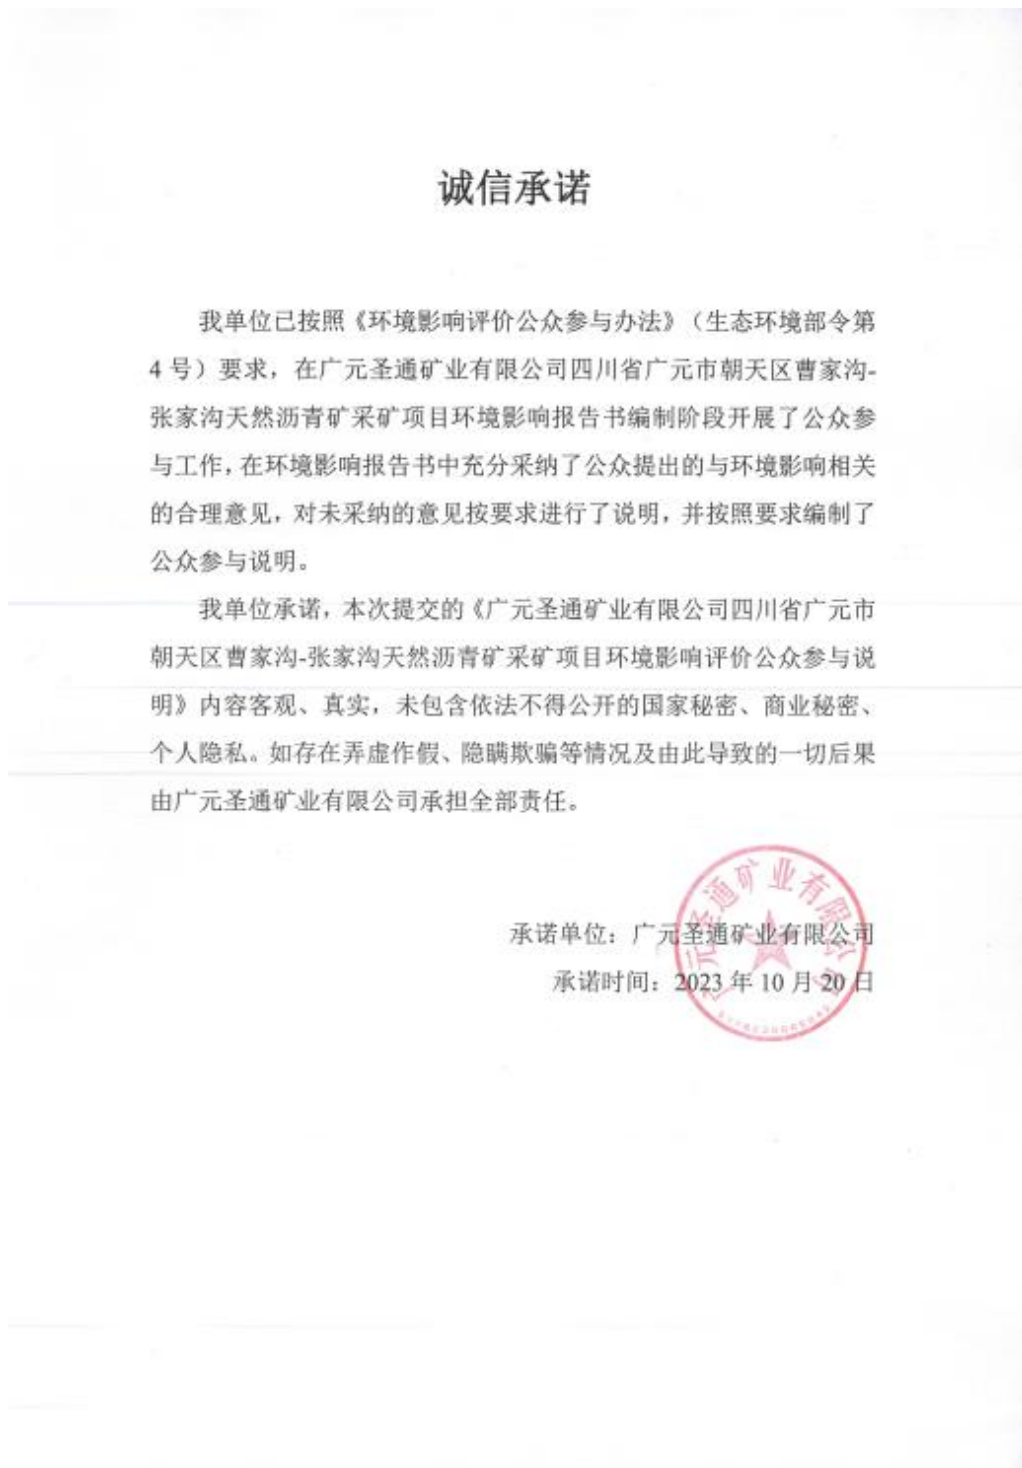 诚信承诺
我单位已按照《环境影响评价公众参与办法》（生态环境部令第
4 号）要求，在广元圣通矿业有限公司四川省广元市朝天区曹家沟-
张家沟天然沥青矿采矿项目环境影响报告书编制阶段开展了公众参
与工作，在环境影响报告书中充分采纳了公众提出的与环境影响相关
的合理意见，对未采纳的意见按要求进行了说明，并按照要求编制了
公众参与说明。
我单位承诺，本次提交的《广元圣通矿业有限公司四川省广元市
朝天区曹家沟-张家沟天然沥青矿采矿项目环境影响评价公众参与说
明》内容客观、真实，未包含依法不得公开的国家秘密、商业秘密、
个人隐私。如存在弄虚作假、隐瞒欺骗等情况及由此导致的一切后果
由广元圣通矿业有限公司承担全部责任。
承诺单位：广元圣通矿业有限公司
承诺时间：2023 年 10 月 20 日
广元圣通矿业有限公司